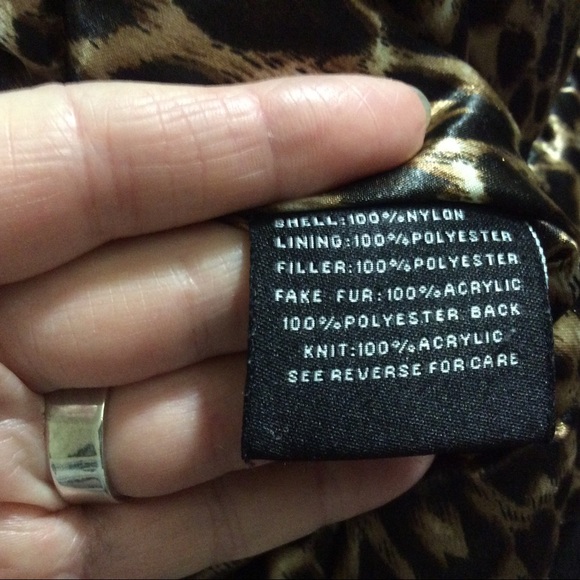 SHELL:100%NYLON
LINING:100%POLYESTER
FILLER:100%POLYESTER
FAKE FUR:100%ACRYLIC
100%POLYESTER BACK
KNIT:100%ACRYLIC
SEE REVERSE FOR CARE